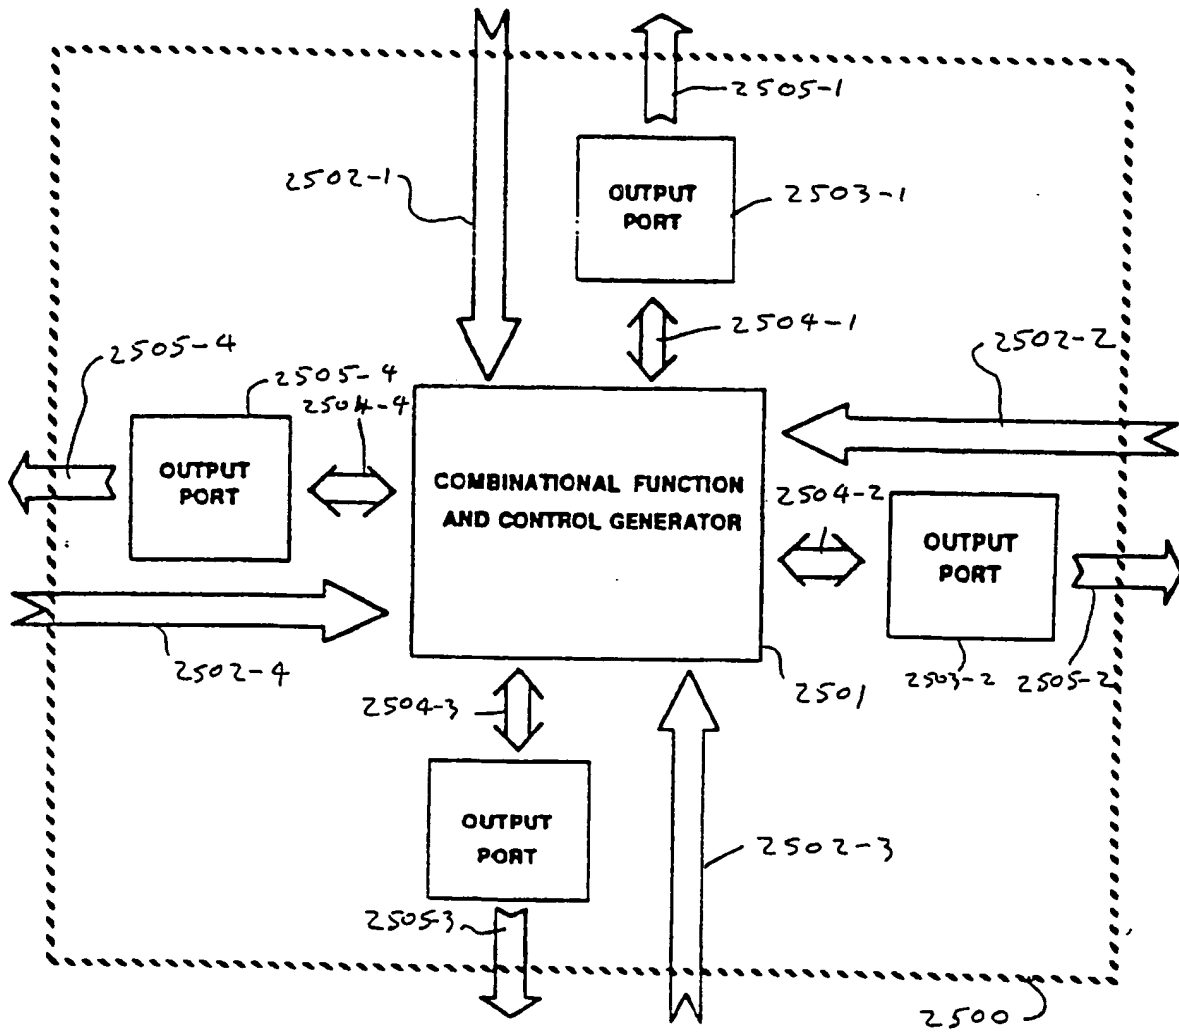 2505-1
2502-1
OUTPUT
PORT
2503-1
2504-1
2505-4
2502-2
2505-4
2504-4
OUTPUT
PORT
COMBINATIONAL FUNCTION
AND CONTROL GENERATOR
2504-2
OUTPUT
PORT
2502-4
2504-3
2501
2503-2
2505-2
OUTPUT
PORT
2502-3
2505-3
2500